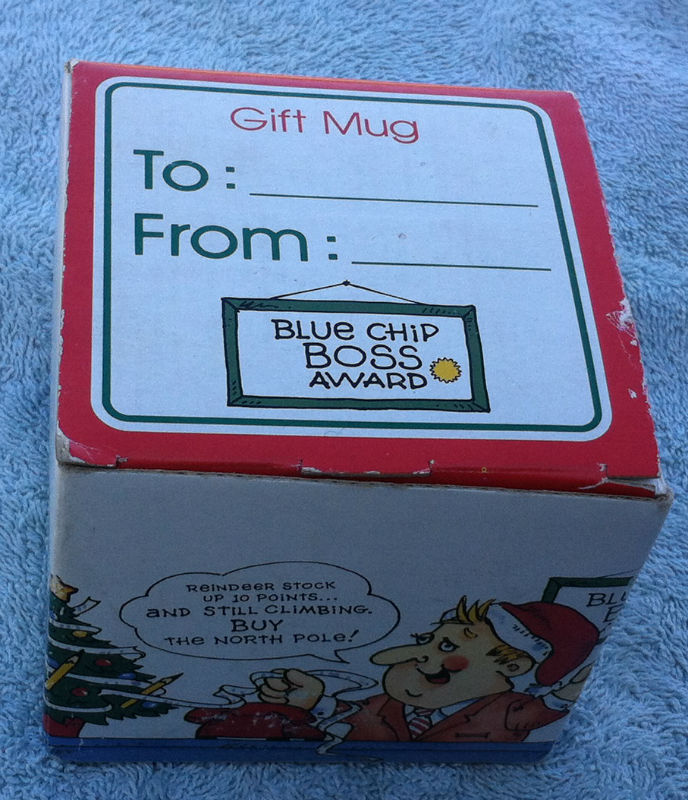 Gift Mug
To:
From:
BLUE CHIP
BOSS
AWARD
REINDEER STOCK
UP 10 POINTS...
AND STILL CLIMBING.
BUY
THE NORTH POLE!
BLU